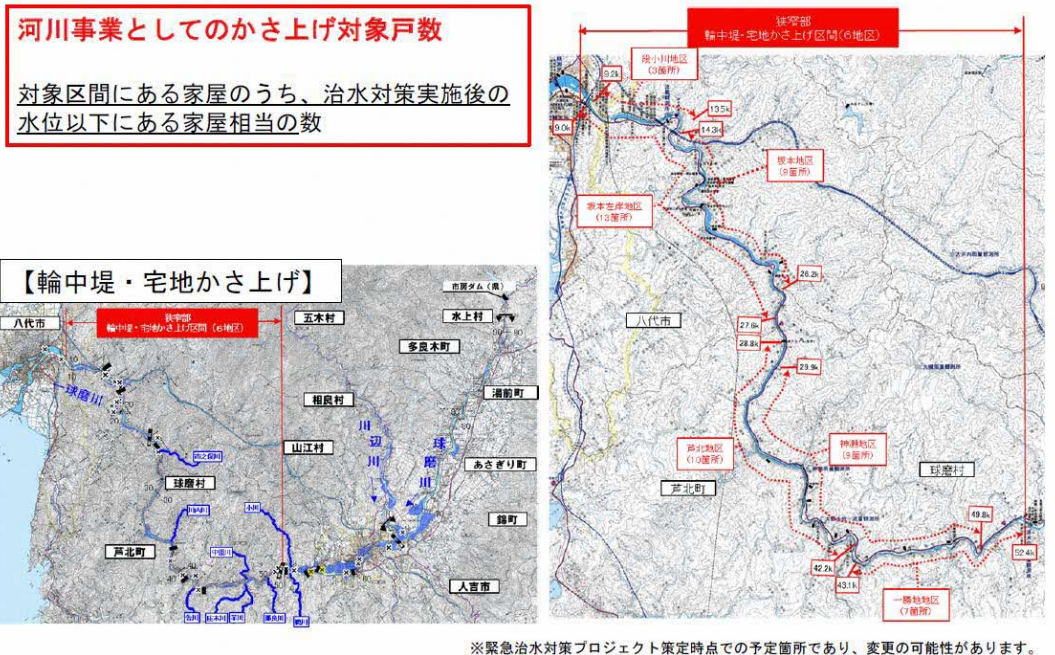 河川事業としてのかさ上げ対象戸数
対象区間にある家屋のうち、治水対策実施後の
水位以下にある家屋相当の数
【輪中堤・宅地かさ上げ】
狭窄部
輪中堤・宅地かさ上げ区間（6地区）
八代市
球磨川
球磨村
芦北町
五木村
相良村
川辺川
山江村
球磨川
市房ダム（県）
水上村
多良木町
湯前町
あさぎり町
錦町
人吉市
小川
狭窄部
輪中堤・宅地かさ上げ区間（6地区）
段小川地区
（3箇所）
9.2k
9.0k
13.5k
14.3k
坂本地区
（9箇所）
坂本左岸地区
（13箇所）
26.2k
八代市
27.6k
28.8k
29.9k
芦北地区
（10箇所）
神瀬地区
（9箇所）
芦北町
球磨村
49.8k
52.4k
42.2k
43.1k
一勝地地区
（7箇所）
※緊急治水対策プロジェクト策定時点での予定箇所であり、変更の可能性があります。